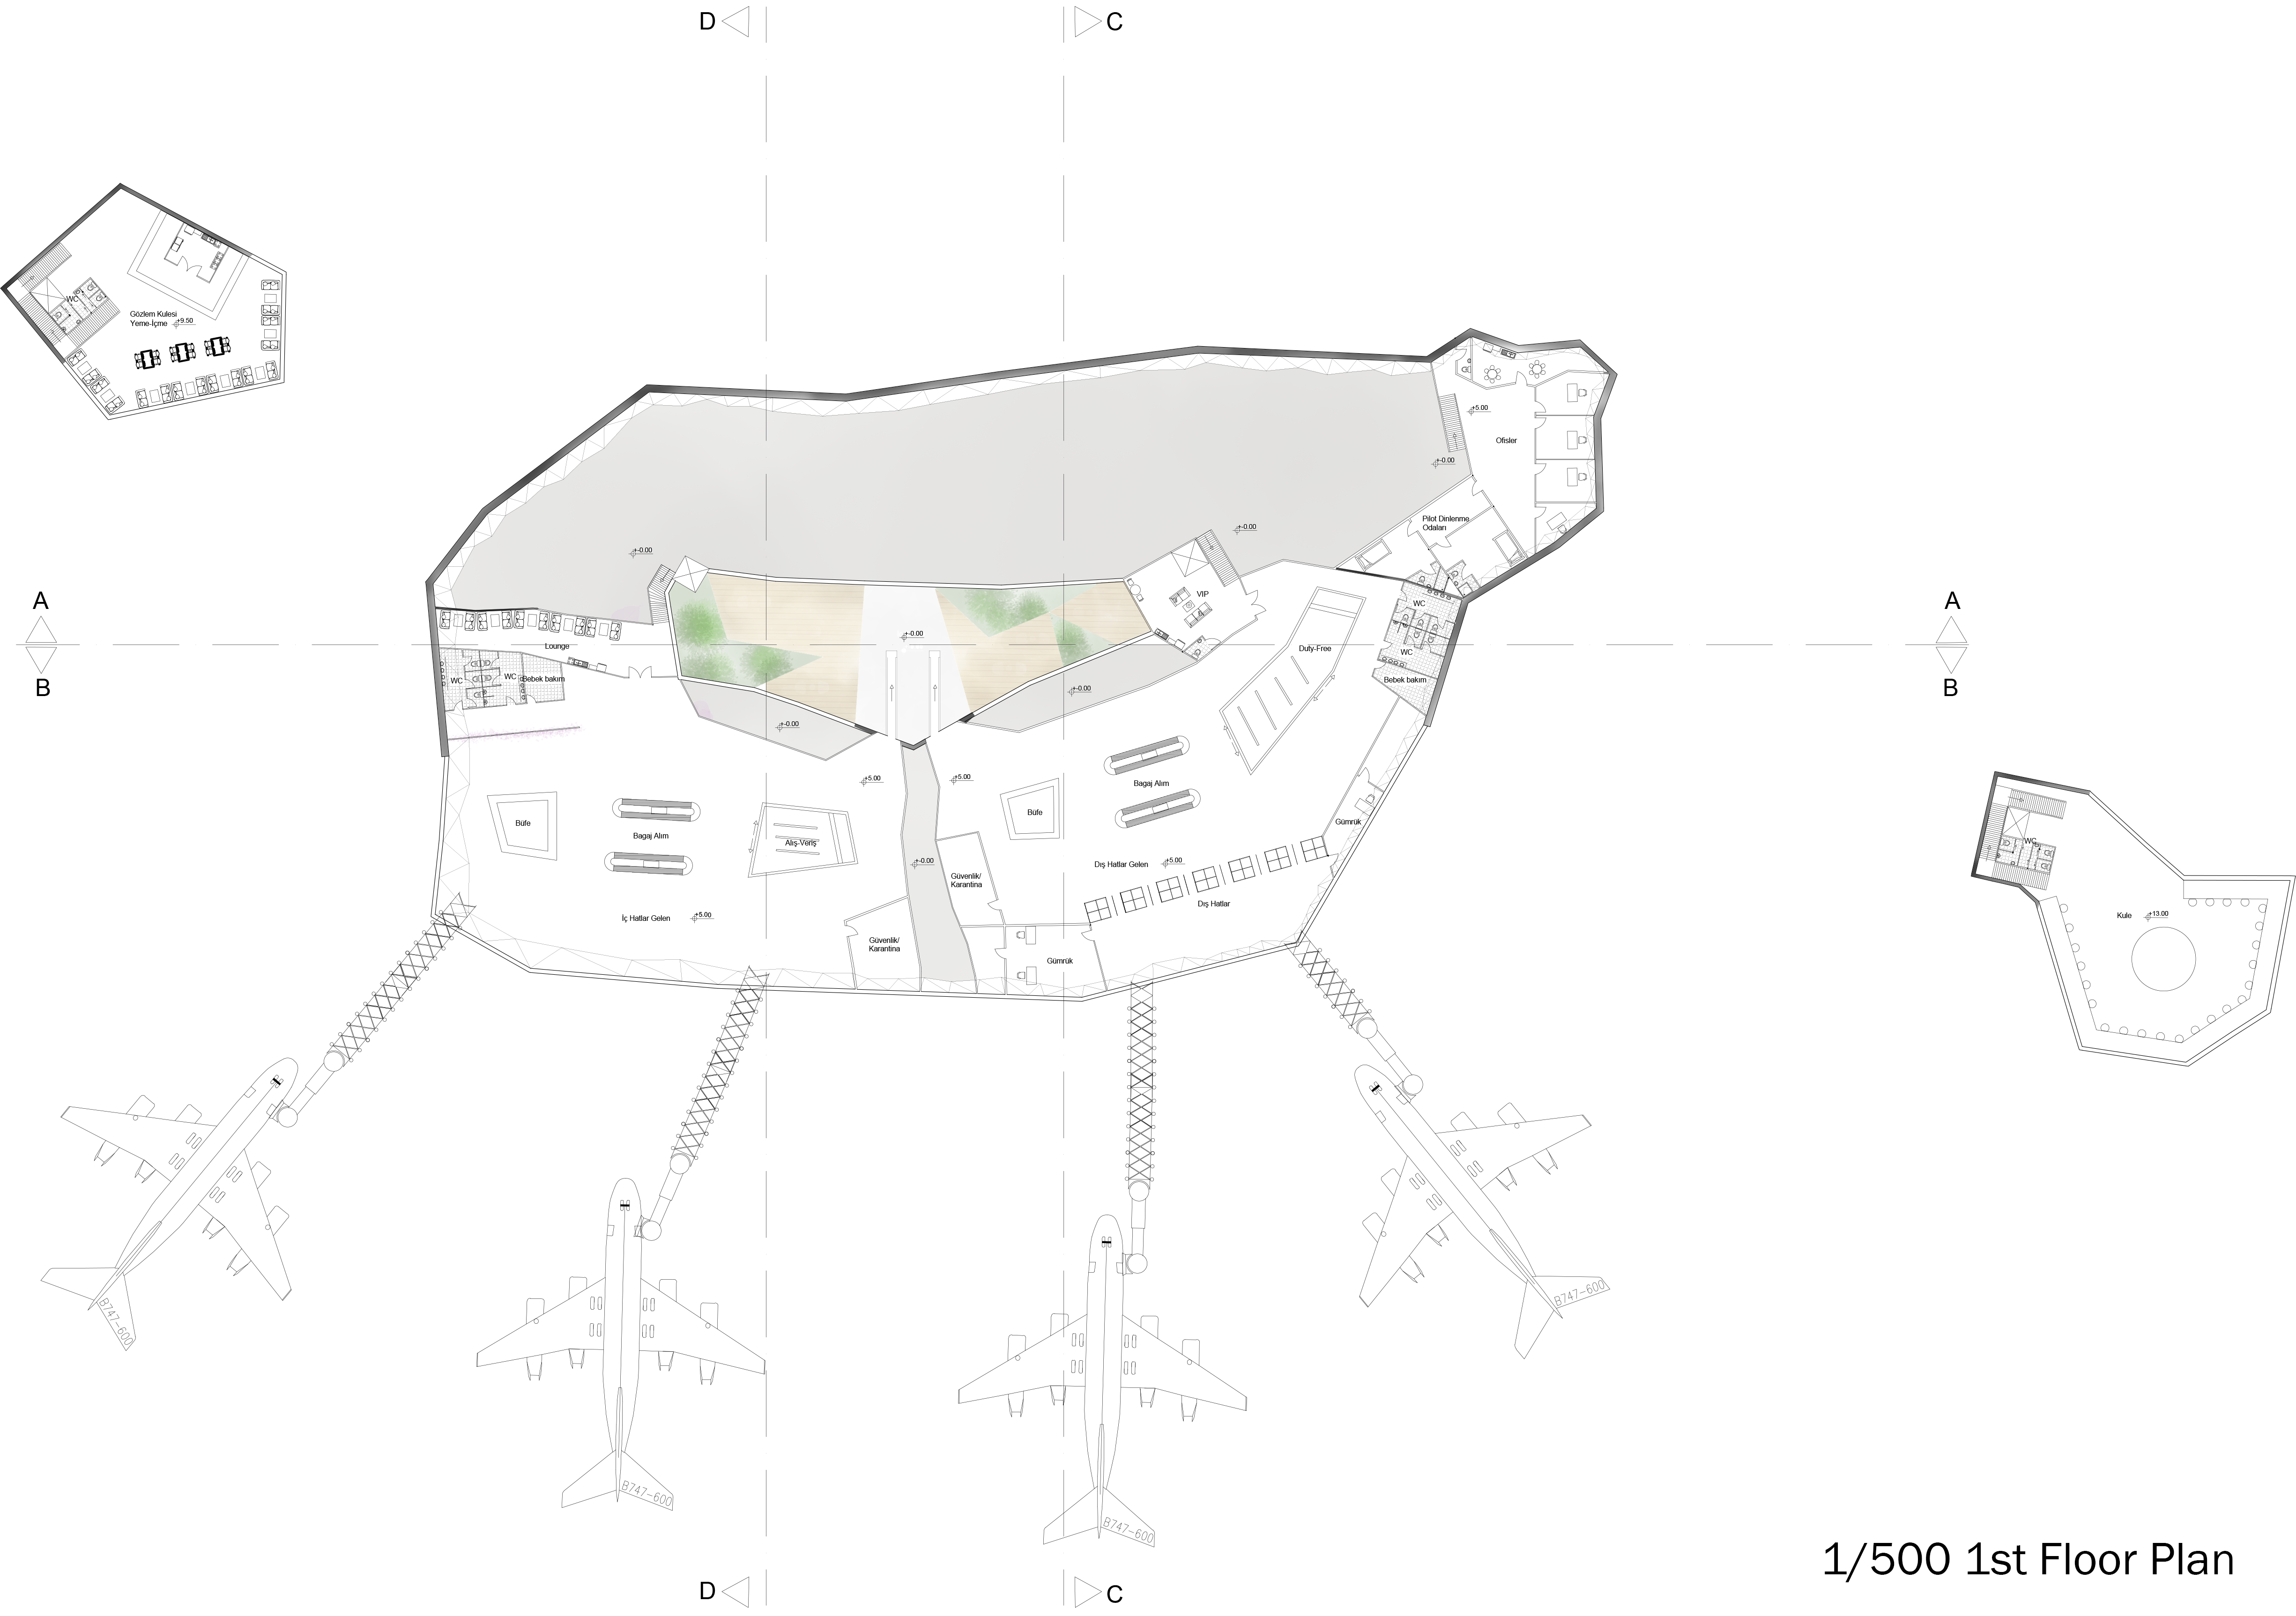 D
C
WC
Gözlem Kulesi
Yeme-İçme
+9.50
+5.00
Ofisler
+-0.00
Pilot Dinlenme
Odaları
+-0.00
+-0.00
A
B
VIP
WC
A
B
+-0.00
Lounge
Duty-Free
WC
WC
WC
Bebek bakım
Bebek bakım
+-0.00
+-0.00
+5.00
+5.00
Bagaj Alım
Büfe
Büfe
Gümrük
Bagaj Alım
Alış-Veriş
WC
+-0.00
Dış Hatlar Gelen
+5.00
Güvenlik/
Karantina
Dış Hatlar
İç Hatlar Gelen
+5.00
Kule
+13.00
Güvenlik/
Karantina
Gümrük
B747-600
B747-600
B747-600
B747-600
1/500 1st Floor Plan
D
C